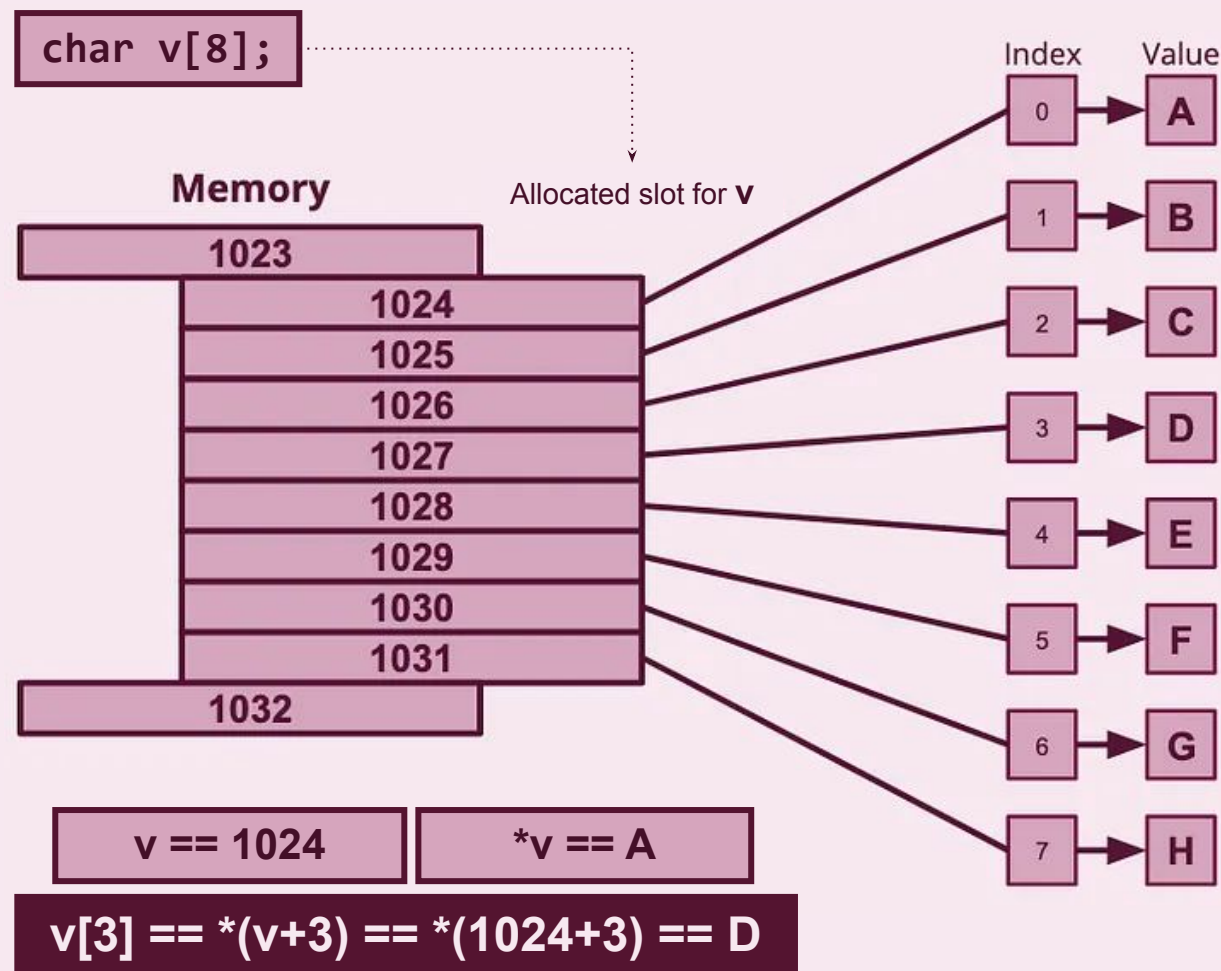 char v[8];
Index Value
Allocated slot for v
Memory
1023
1024
1025
1026
1027
1028
1029
1030
1031
1032
0 A
1 B
2 C
3 D
4 E
5 F
6 G
7 H
v == 1024
*v == A
v[3] == *(v+3) == *(1024+3) == D